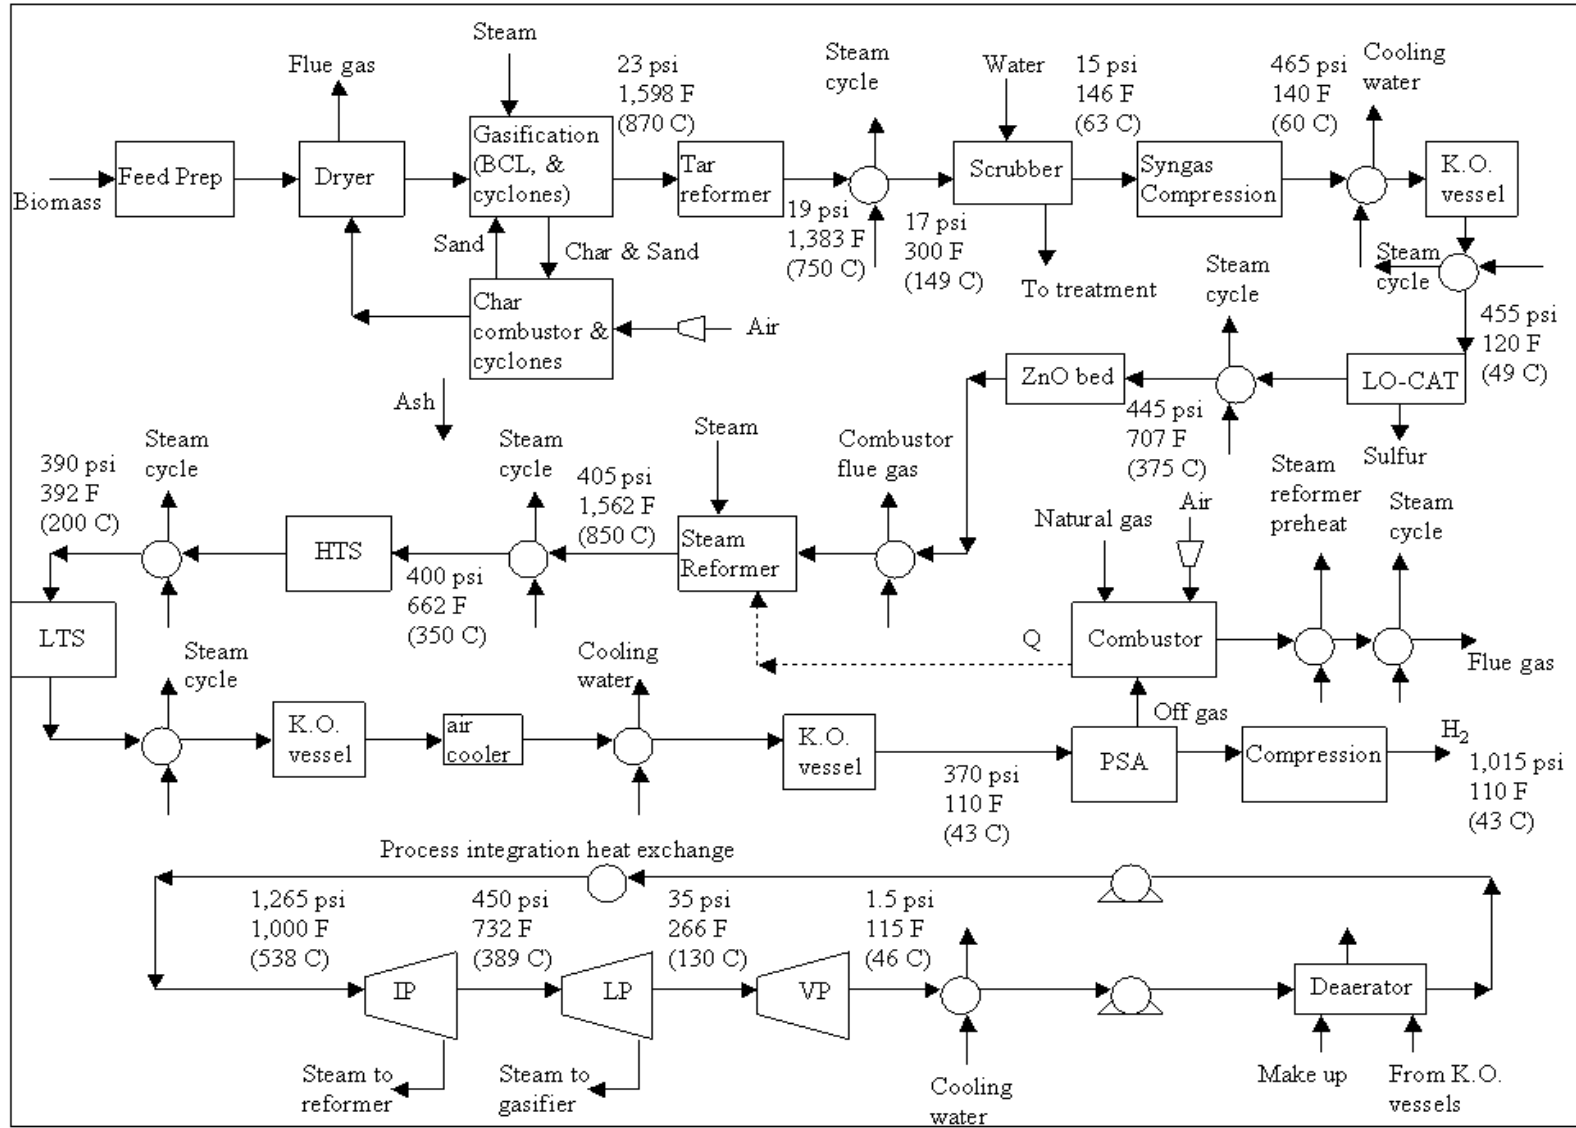 Steam
23 psi
1,598 F
(870 C)
Flue gas
Steam
cycle
Water
15 psi
146 F
(63 C)
465 psi
140 F
(60 C)
Cooling
water
Biomass
Feed Prep
Dryer
Gasification
(BCL, &
cyclones)
Tar
reformer
19 psi
1,383 F
(750 C)
17 psi
300 F
(149 C)
Scrubber
To treatment
Syngas
Compression
K.O.
vessel
Steam
cycle
Sand
Char & Sand
Char
combustor &
cyclones
Air
Ash
Steam
cycle
455 psi
120 F
(49 C)
LO-CAT
Sulfur
445 psi
707 F
(375 C)
ZnO bed
390 psi
392 F
(200 C)
Steam
cycle
HTS
400 psi
662 F
(350 C)
Steam
cycle
405 psi
1,562 F
(850 C)
Steam
Steam
Reformer
Combustor
flue gas
Natural gas
Air
Steam
reformer
preheat
Steam
cycle
Q
Combustor
Flue gas
LTS
Steam
cycle
K.O.
vessel
air
cooler
Cooling
water
K.O.
vessel
370 psi
110 F
(43 C)
Off gas
PSA
Compression
H2
1,015 psi
110 F
(43 C)
Process integration heat exchange
1,265 psi
1,000 F
(538 C)
IP
450 psi
732 F
(389 C)
LP
35 psi
266 F
(130 C)
VP
1.5 psi
115 F
(46 C)
Deaerator
Steam to
reformer
Steam to
gasifier
Cooling
water
Make up
From K.O.
vessels